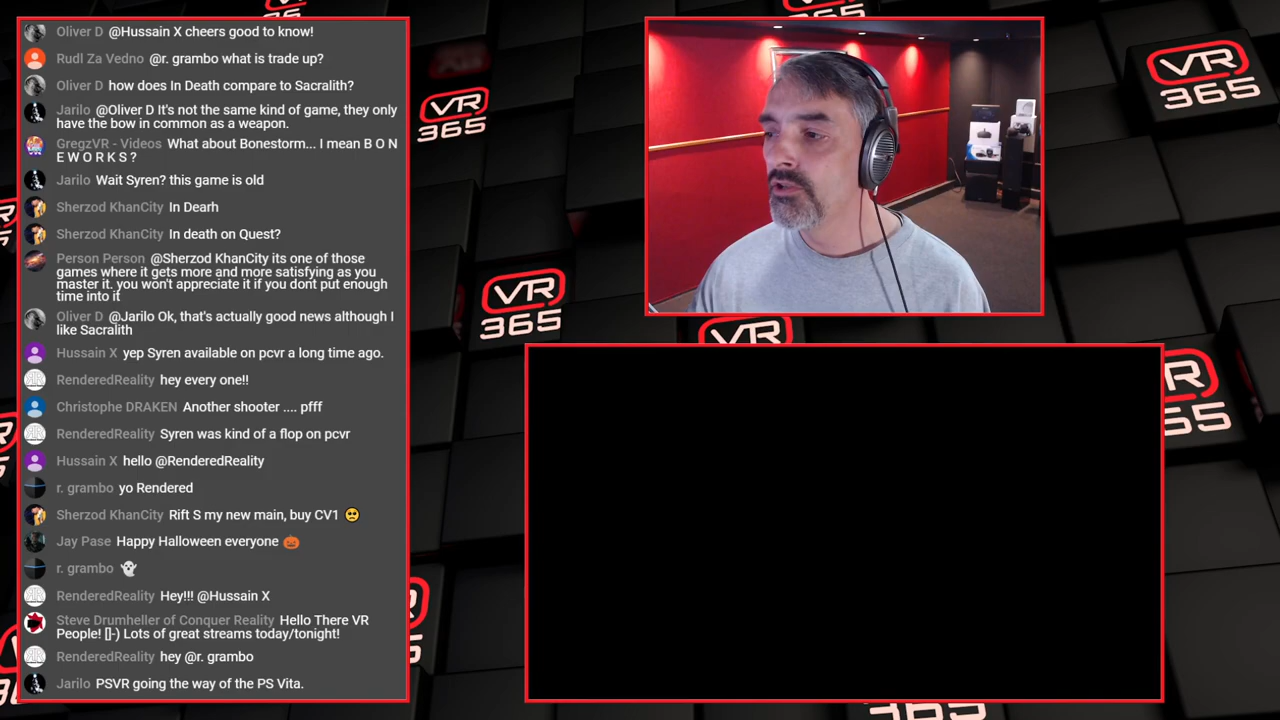 Oliver D @Hussain X cheers good to know!
Rudl Za Vedno @r. grambo what is trade up?
Oliver D how does In Death compare to Sacralith?
Jarilo @Oliver D It's not the same kind of game, they only
have the bow in common as a weapon.
GregzVR - Videos What about Bonestorm... I mean B O N
E W O R K S ?
Jarilo Wait Syren? this game is old
Sherzod KhanCity In Dearh
Sherzod KhanCity In death on Quest?
Person Person @Sherzod KhanCity its one of those
games where it gets more and more satisfying as you
master it. you won't appreciate it if you dont put enough
time into it
Oliver D @Jarilo Ok, that's actually good news although I
like Sacralith
Hussain X yep Syren available on pcvr a long time ago.
RenderedReality hey every one!!
Christophe DRAKEN Another shooter .... pfff
RenderedReality Syren was kind of a flop on pcvr
Hussain X hello @RenderedReality
r. grambo yo Rendered
Sherzod KhanCity Rift S my new main, buy CV1 🥺
Jay Pase Happy Halloween everyone 🎃
r. grambo 👻
RenderedReality Hey!!! @Hussain X
Steve Drumheller of Conquer Reality Hello There VR
People! []-) Lots of great streams today/tonight!
RenderedReality hey @r. grambo
Jarilo PSVR going the way of the PS Vita.
365
VR
365
VR
365
VR
VR
365
R
65
365